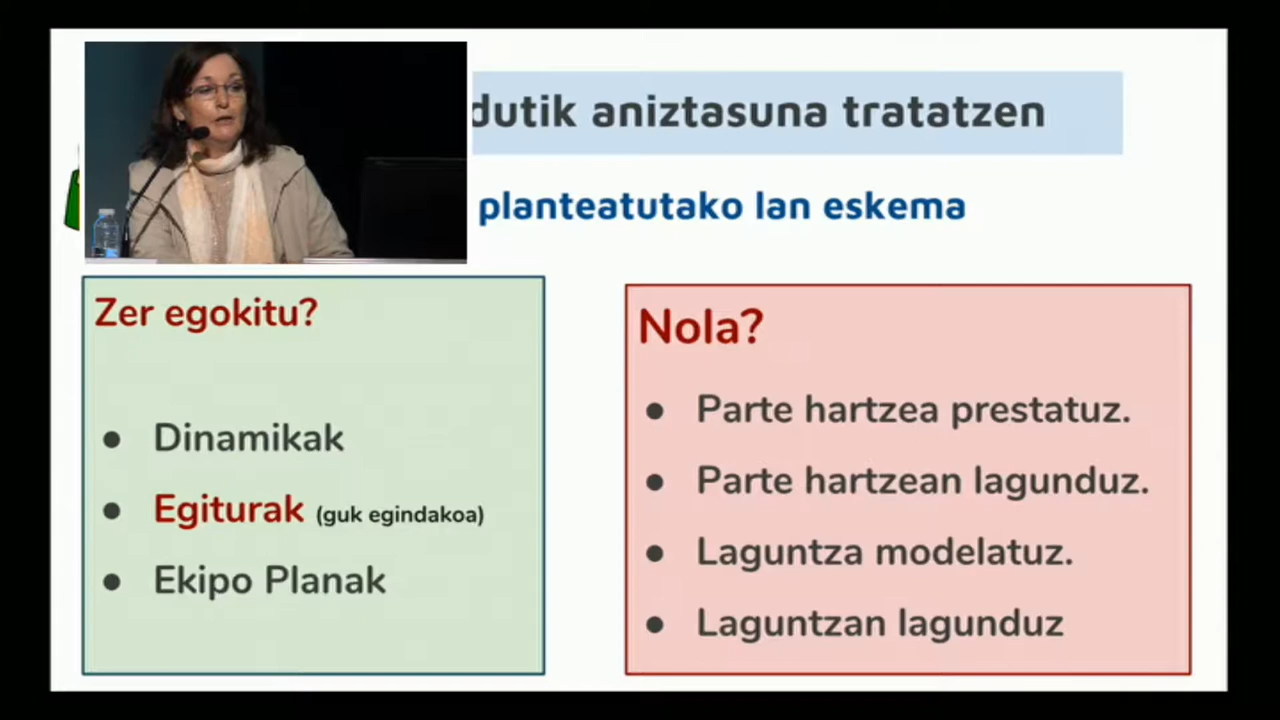 dutik aniztasuna tratatzen
planteatutako lan eskema
Zer egokitu?
● Dinamikak
● Egiturak (guk egindakoa)
● Ekipo Planak
Nola?
● Parte hartzea prestatuz.
● Parte hartzean lagunduz.
● Laguntza modelatuz.
● Laguntzan lagunduz